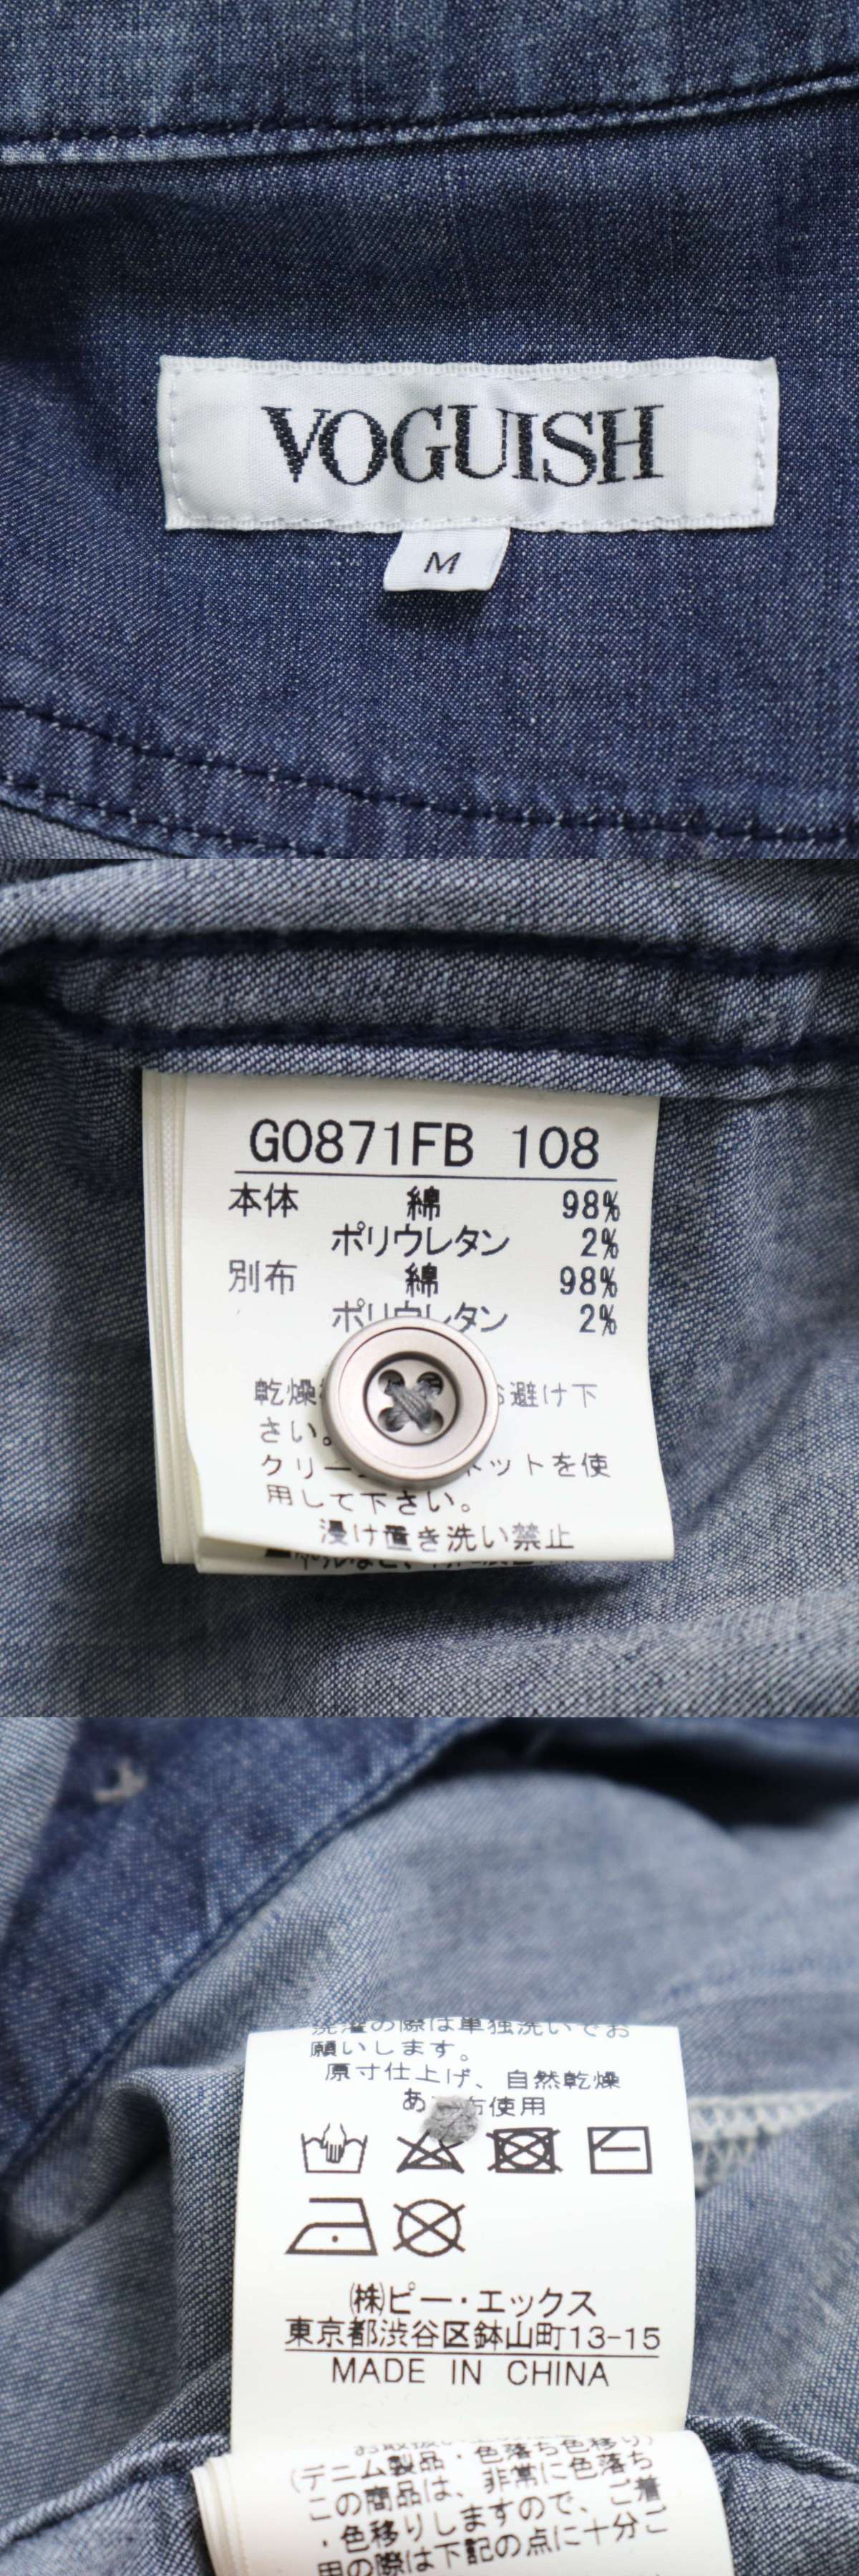 VOGUISH
M
G0871FB 108
本体 綿 98%
ポリウレタン 2%
別布 綿 98%
ポリウレタン 2%
乾燥 避け下
さい。
クリー ネットを使
用して下さい。
浸け置き洗い禁止
洗濯の際は単独洗いでお
願いします。
原寸仕上げ、自然乾燥
あ 使用
㈱ピー・エックス
東京都渋谷区鉢山町13-15
MADE IN CHINA
(デニム製品・色落ち色移り)
この商品は、非常に色落ち
・色移りしますので、ご着
用の際は下記の点に十分ご